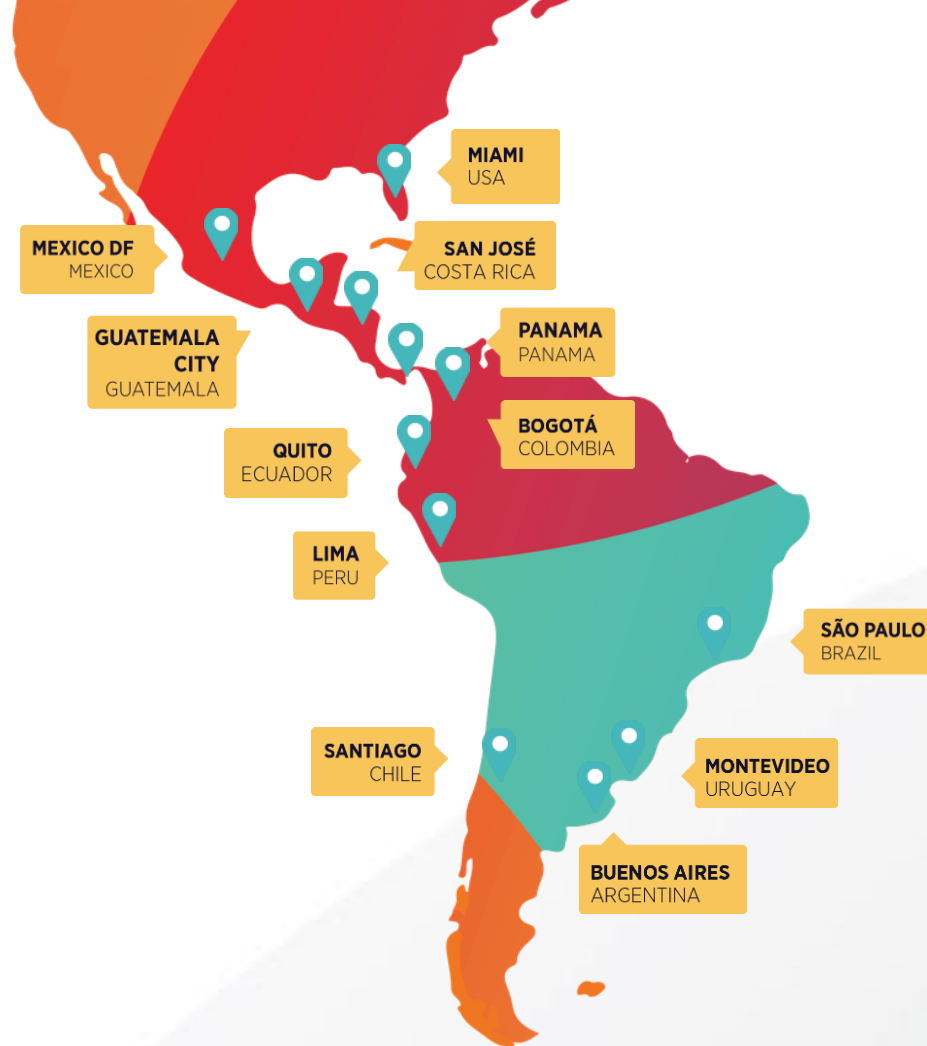 MIAMI
USA
MEXICO DF
MEXICO
SAN JOSÉ
COSTA RICA
GUATEMALA
CITY
GUATEMALA
PANAMA
PANAMA
BOGOTÁ
COLOMBIA
QUITO
ECUADOR
LIMA
PERU
SÃO PAULO
BRAZIL
SANTIAGO
CHILE
MONTEVIDEO
URUGUAY
BUENOS AIRES
ARGENTINA